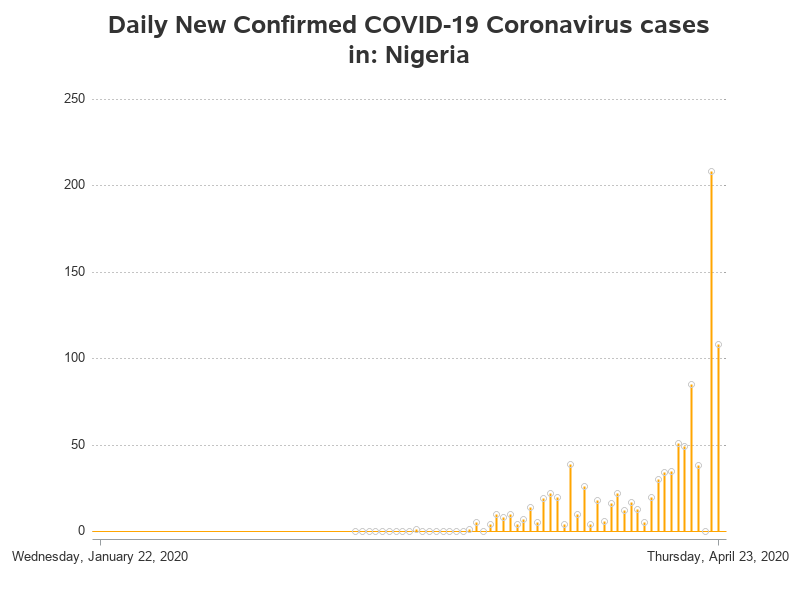 Daily New Confirmed COVID-19 Coronavirus cases
in: Nigeria
250
200
150
100
50
0
Wednesday, January 22, 2020
Thursday, April 23, 2020